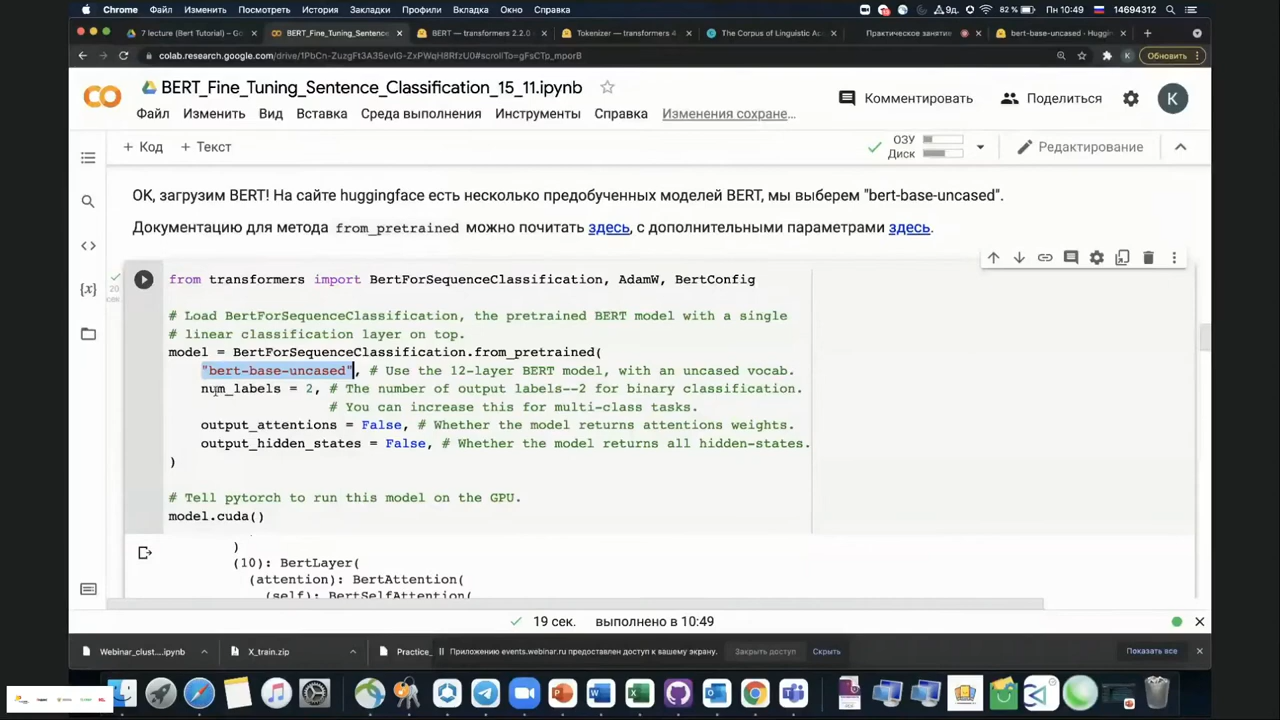 Chrome Файл Изменить Посмотреть История Закладки Профили Вкладка Окно Справка 9д. 82 % Пн 10:49 14694312
7 lecture (Bert Tutorial) – Go BERT_Fine_Tuning_Sentence_ BERT — transformers 2.2.0 Tokenizer — transformers 4 The Corpus of Linguistic Ac Практическое занятие bert-base-uncased · Huggin
colab.research.google.com/drive/1PbCn-ZuzgFt3A35evIG-ZxPWqH8RfzU0#scrollTo=gFsCTp_mporB К Обновить
BERT_Fine_Tuning_Sentence_Classification_15_11.ipynb
Комментировать Поделиться K
Файл Изменить Вид Вставка Среда выполнения Инструменты Справка Изменения сохране...
+ Код + Текст ОЗУ Диск Редактирование
ОК, загрузим BERT! На сайте huggingface есть несколько предобученных моделей BERT, мы выберем "bert-base-uncased".
Документацию для метода from_pretrained можно почитать здесь, с дополнительными параметрами здесь.
20 сек.
from transformers import BertForSequenceClassification, AdamW, BertConfig
# Load BertForSequenceClassification, the pretrained BERT model with a single
# linear classification layer on top.
model = BertForSequenceClassification.from_pretrained(
"bert-base-uncased", # Use the 12-layer BERT model, with an uncased vocab.
num_labels = 2, # The number of output labels--2 for binary classification.
# You can increase this for multi-class tasks.
output_attentions = False, # Whether the model returns attentions weights.
output_hidden_states = False, # Whether the model returns all hidden-states.
)
# Tell pytorch to run this model on the GPU.
model.cuda()
)
(10): BertLayer(
(attention): BertAttention(
(self): BertSelfAttention(
19 сек. выполнено в 10:49
Webinar_clust....ipynb X_train.zip Practice_ Приложению events.webinar.ru предоставлен доступ к вашему экрану. Закрыть доступ Скрыть Показать все